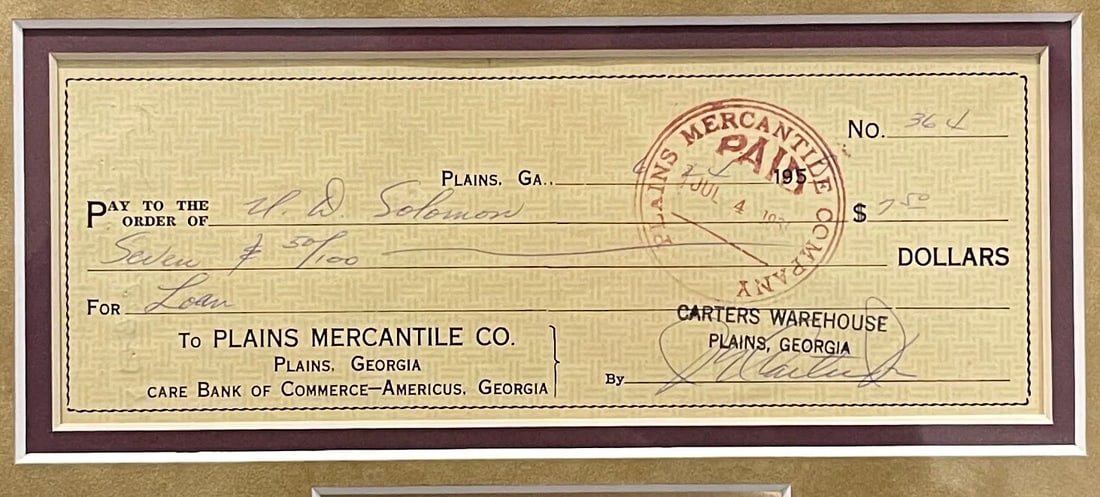 No. 364
PLAINS, GA., 195
PAY TO THE ORDER OF D. Solomon $ 7 50
Seven & 50/100 DOLLARS
FOR Loan
PLAINS MERCANTILE COMPANY
PAID
JUL 4
TO PLAINS MERCANTILE CO.
PLAINS, GEORGIA
CARE BANK OF COMMERCE—AMERICUS, GEORGIA
CARTERS WAREHOUSE
PLAINS, GEORGIA
By